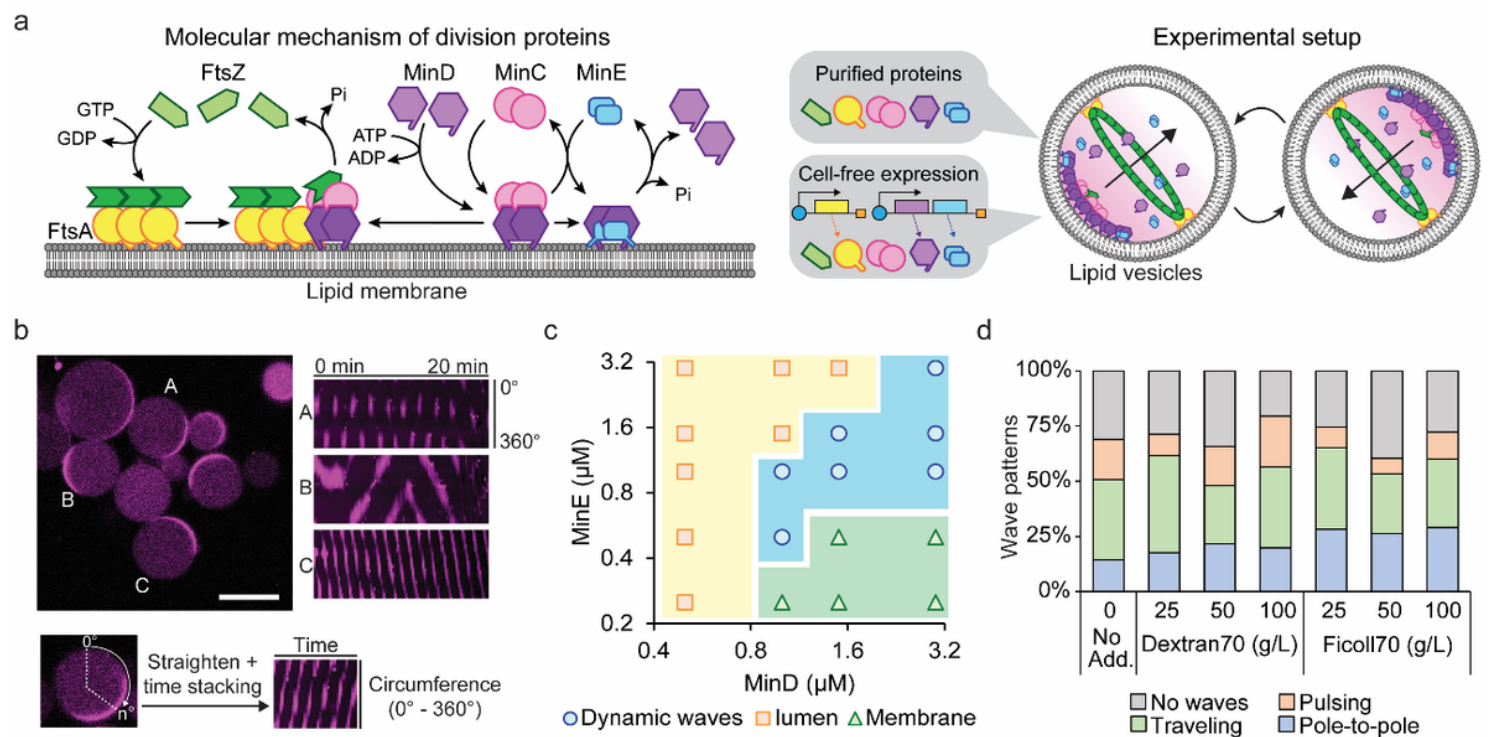 a
Molecular mechanism of division proteins
Experimental setup
FtsZ
MinD
MinC
MinE
GTP
GDP
Pi
ATP
ADP
Pi
FtsA
Lipid membrane
Purified proteins
Cell-free expression
Lipid vesicles
b
A
B
C
0 min 20 min
A
B
C
0°
360°
0°
n°
Straighten +
time stacking
Time
Circumference
(0° - 360°)
c
MinE (µM)
3.2
1.6
0.8
0.4
0.2
0.4 0.8 1.6 3.2
MinD (µM)
Dynamic waves lumen Membrane
d
Wave patterns
100%
75%
50%
25%
0%
0 25 50 100 25 50 100
No
Add.
Dextran70 (g/L)
Ficoll70 (g/L)
No waves Pulsing
Traveling Pole-to-pole